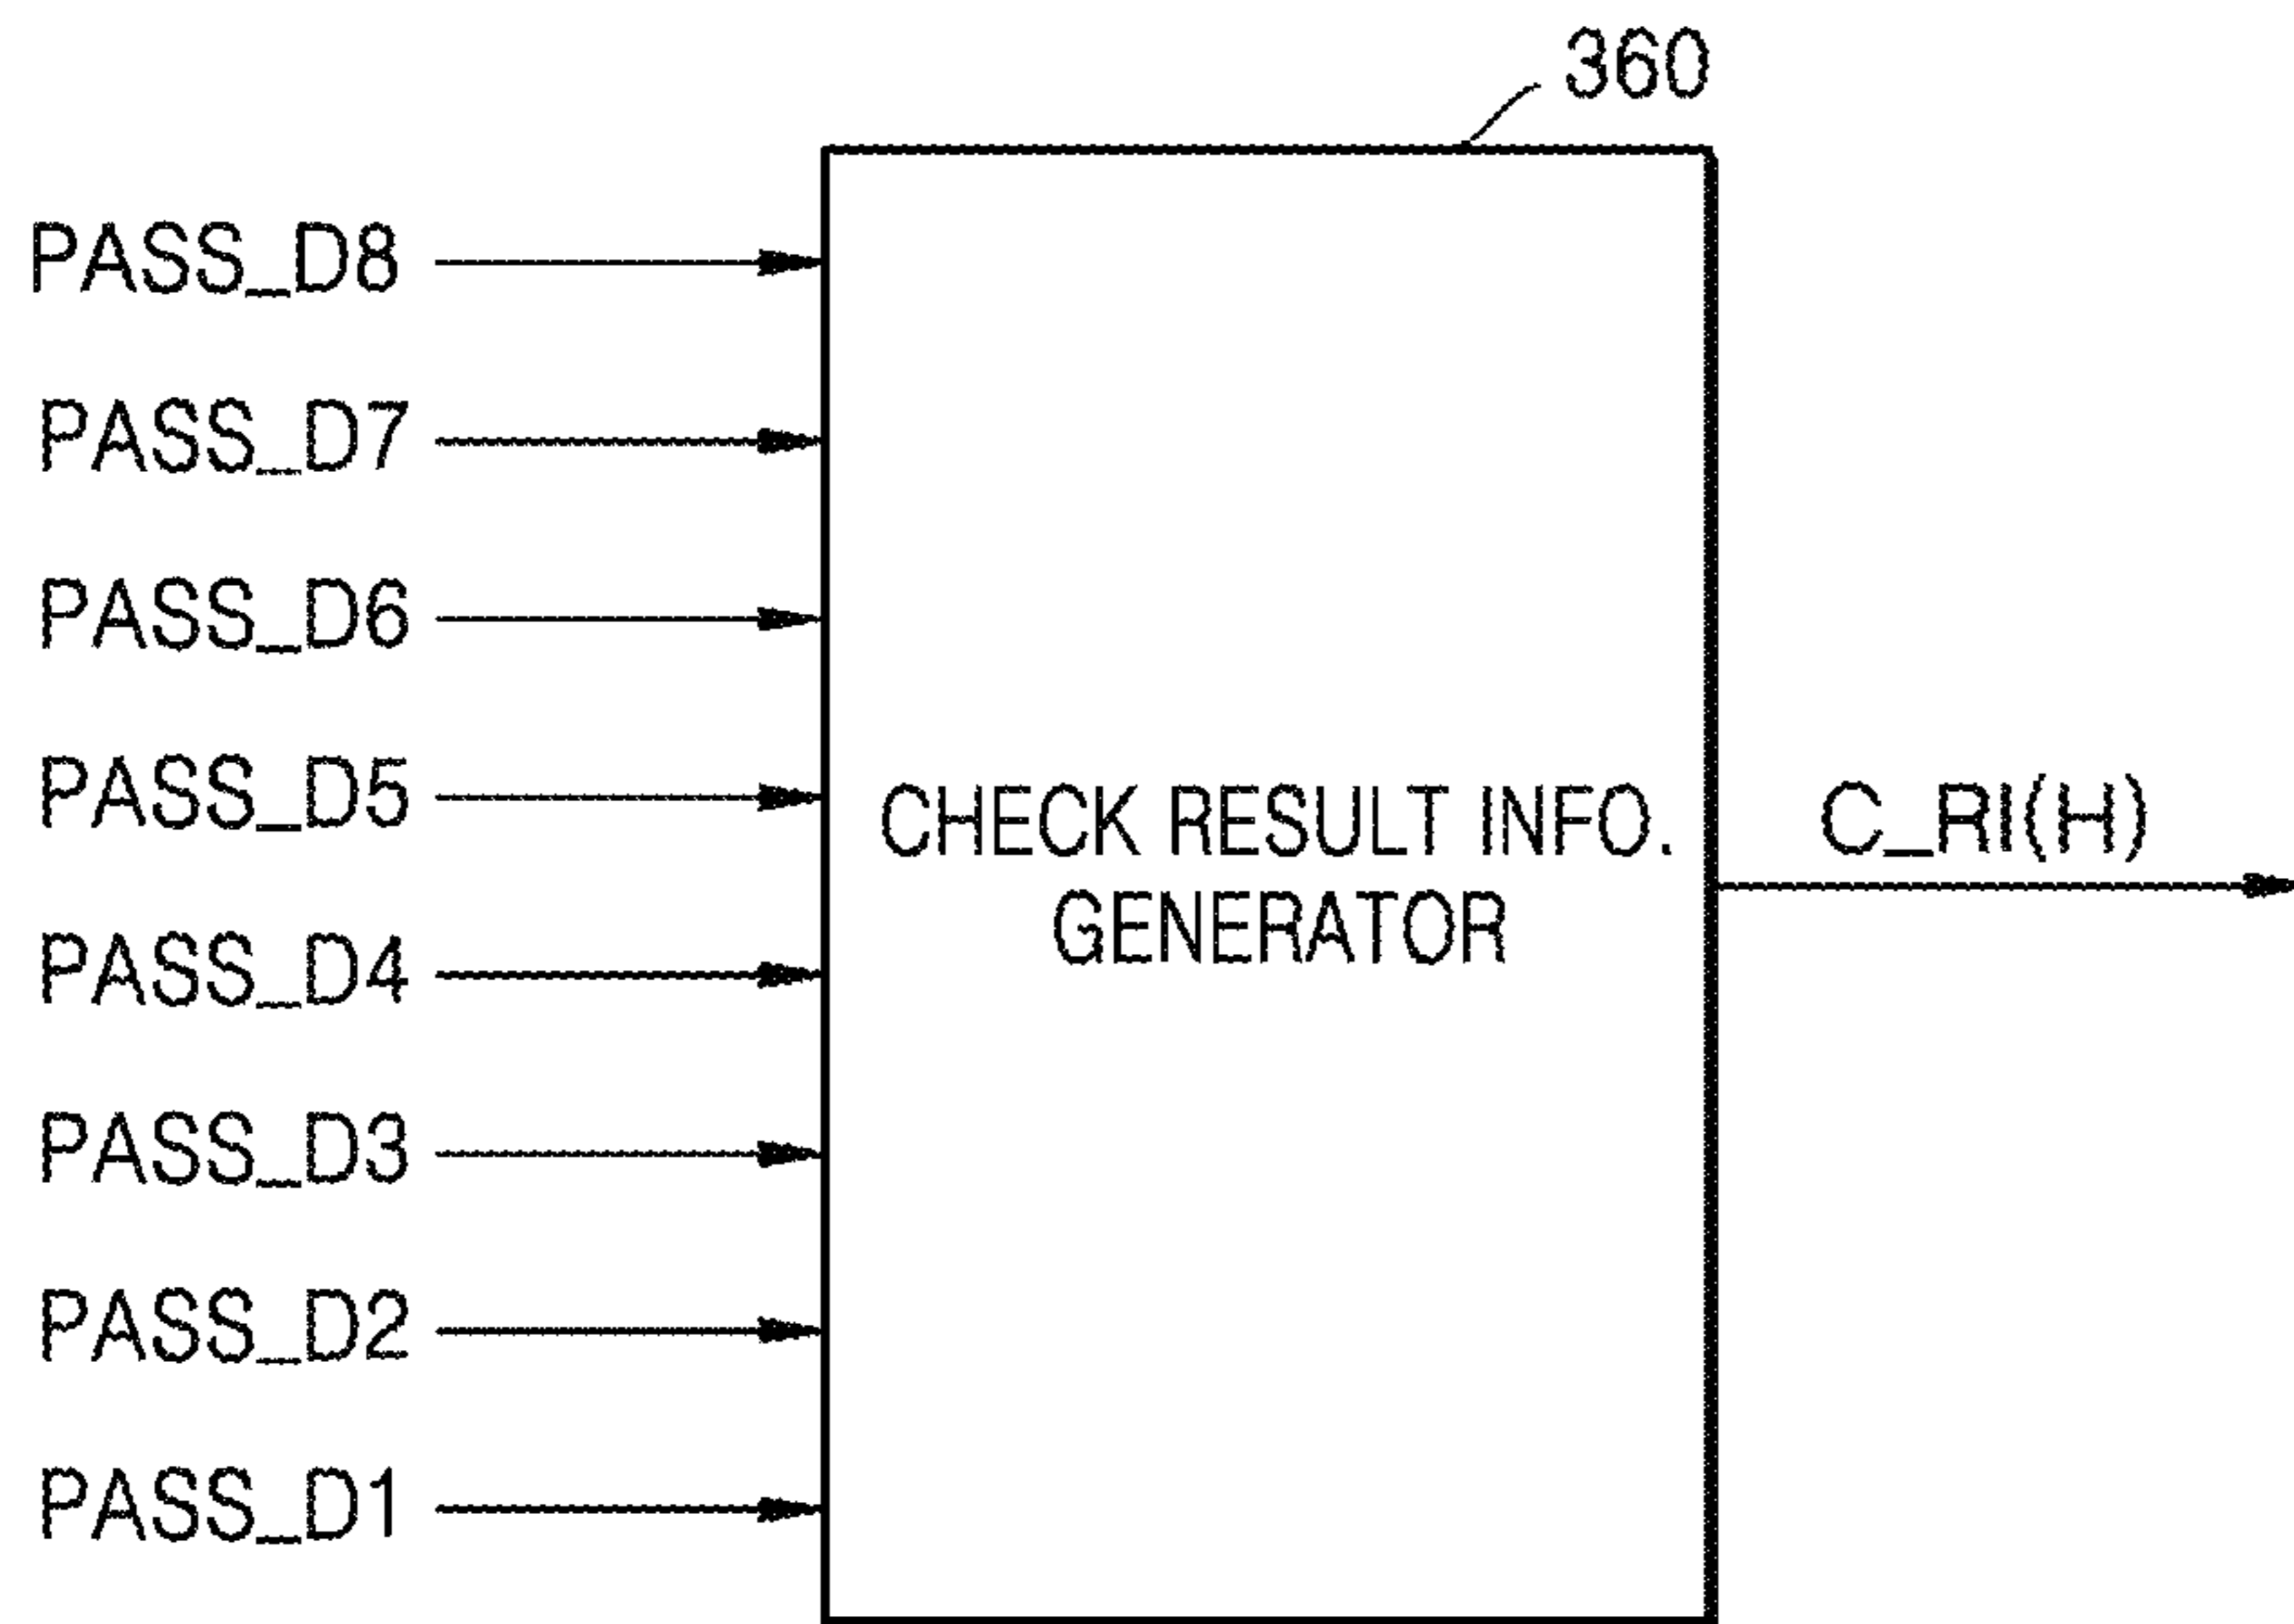 360
PASS_D8
PASS_D7
PASS_D6
PASS_D5
PASS_D4
PASS_D3
PASS_D2
PASS_D1
CHECK RESULT INFO.
GENERATOR
C_RI(H)